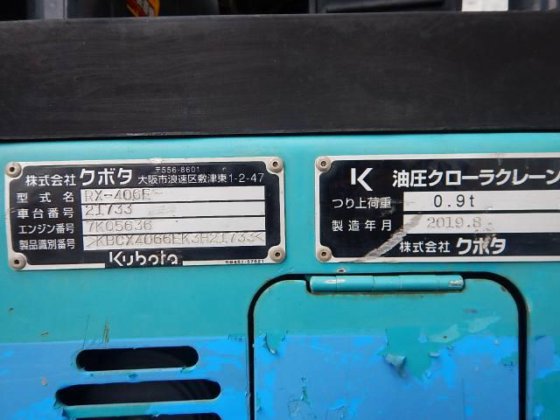 株式会社クボタ 〒556-8601
大阪市浪速区敷津東1-2-47
型式名 RX-406E
車台番号 21733
エンジン番号 7K05636
製品識別番号 *KBCX4066EK3H21733*
Kubota
K 油圧クローラクレーン
つり上荷重 0.9t
製造年月 2019.8
株式会社クボタ